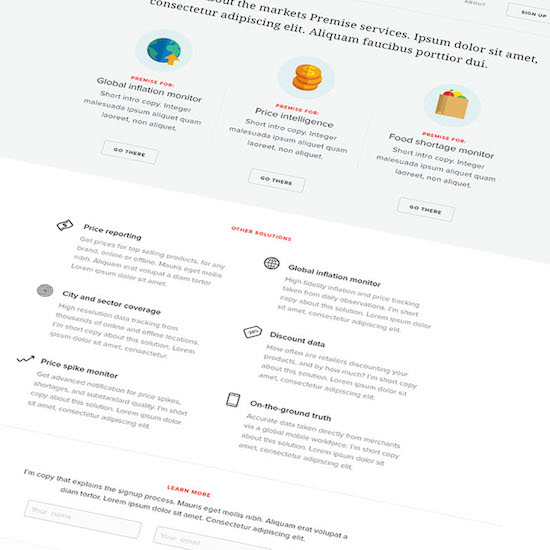 ABOUT
SIGN UP
out the markets Premise services. Ipsum dolor sit amet,
consectetur adipiscing elit. Aliquam faucibus porttior dui.
PREMISE FOR:
Global inflation monitor
Short intro copy. Integer
malesuada ipsum aliquet quam
laoreet, non aliquet.
GO THERE
PREMISE FOR:
Price intelligence
Short intro copy. Integer
malesuada ipsum aliquet quam
laoreet, non aliquet.
GO THERE
PREMISE FOR:
Food shortage monitor
Short intro copy. Integer
malesuada ipsum aliquet quam
laoreet, non aliquet.
GO THERE
OTHER SOLUTIONS
Price reporting
Get prices for top selling products, for any
brand, online or offline. Mauris eget mollis
nibh. Aliquam erat volupat a diam tortor
Lorem ipsum dolor sit amet.
City and sector coverage
High resolution data tracking from
thousands of online and offline locations.
I'm short copy about this solution. Lorem
ipsum dolor sit amet, consectetur.
Price spike monitor
Get advanced notification for price spikes,
shortages, and substandard quality. I'm short
copy about this solution. Lorem ipsum dolor
sit amet, consectetur adipiscing elit.
Global inflation monitor
High fidelity inflation and price tracking
taken from daily observations. I'm short
copy about this solution. Lorem ipsum dolor
sit amet, consectetur adipiscing elit.
-20%
Discount data
How often are retailers discounting your
products, and by how much? I'm short copy
about this solution. Lorem ipsum dolor sit
amet, consectetur adipiscing elit.
On-the-ground truth
Accurate data taken directly from merchants
via a global mobile workforce. I'm short copy
about this solution. Lorem ipsum dolor sit
amet, consectetur adipiscing elit.
LEARN MORE
I'm copy that explains the signup process. Mauris eget mollis nibh. Aliquam erat volupat a
diam tortor. Lorem ipsum dolor sit amet. Consectetur adipiscing elit.
Your name
Your email